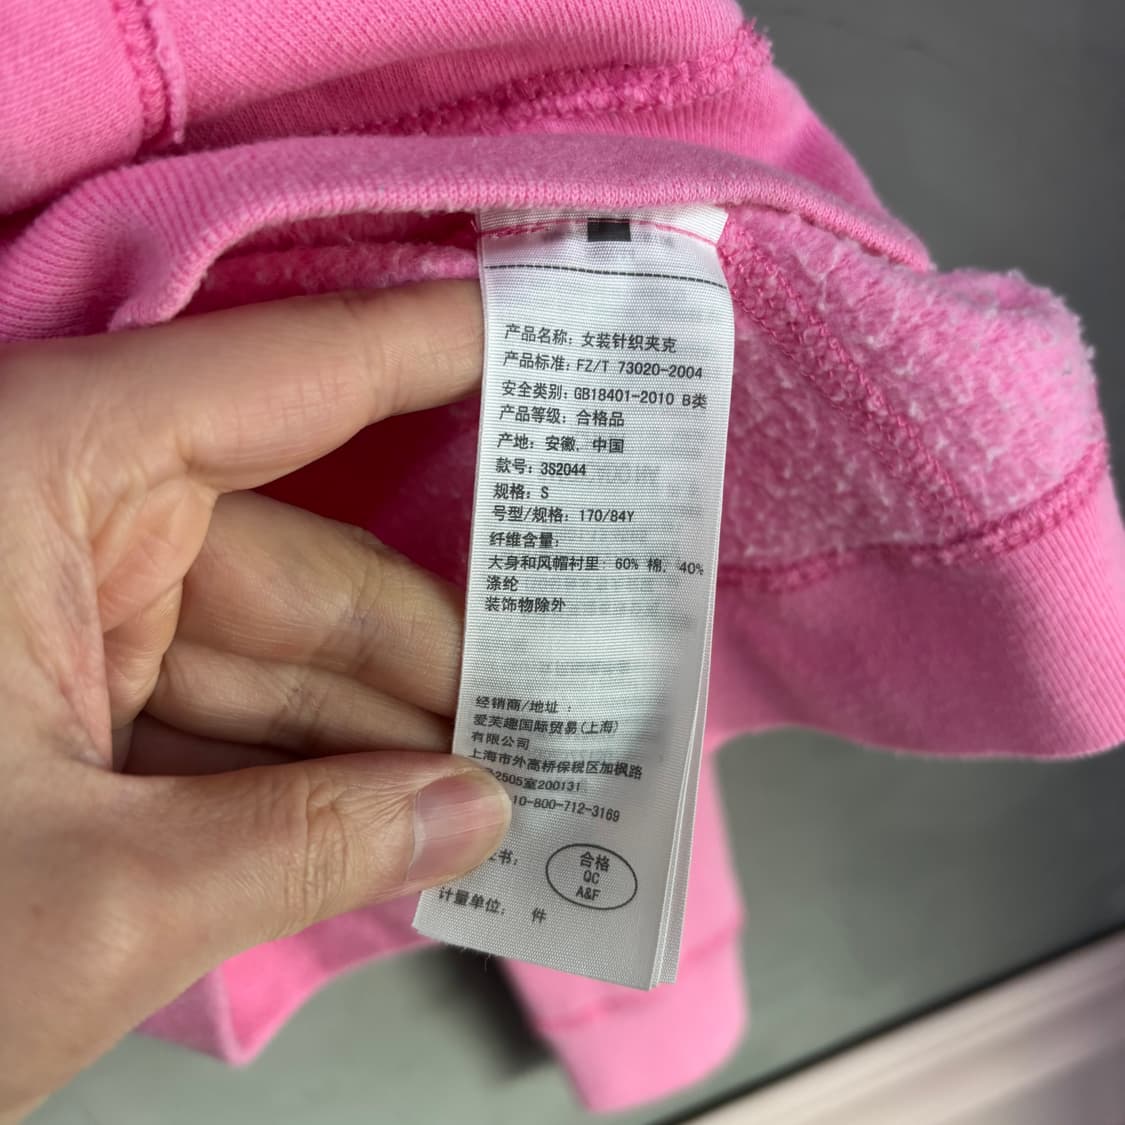 产品名称: 女装针织夹克
产品标准: FZ/T 73020-2004
安全类别: GB18401-2010 B类
产品等级: 合格品
产地: 安徽, 中国
款号: 3S2044
规格: S
号型/规格: 170/84Y
纤维含量:
大身和风帽衬里: 60% 棉, 40%
涤纶
装饰物除外
经销商/地址 :
爱芙趣国际贸易(上海)
有限公司
上海市外高桥保税区加枫路
2505室200131
10-800-712-3169
书:
合格
QC
A&F
计量单位: 件